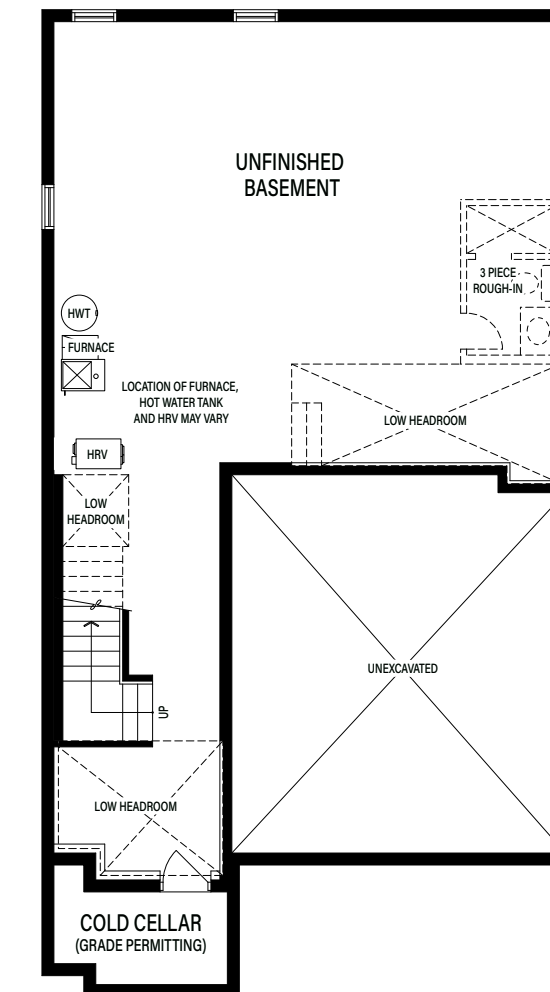 UNFINISHED
BASEMENT
3 PIECE
ROUGH-IN
HWT
FURNACE
LOCATION OF FURNACE,
HOT WATER TANK
AND HRV MAY VARY
LOW HEADROOM
HRV
LOW
HEADROOM
UNEXCAVATED
UP
LOW HEADROOM
COLD CELLAR
(GRADE PERMITTING)